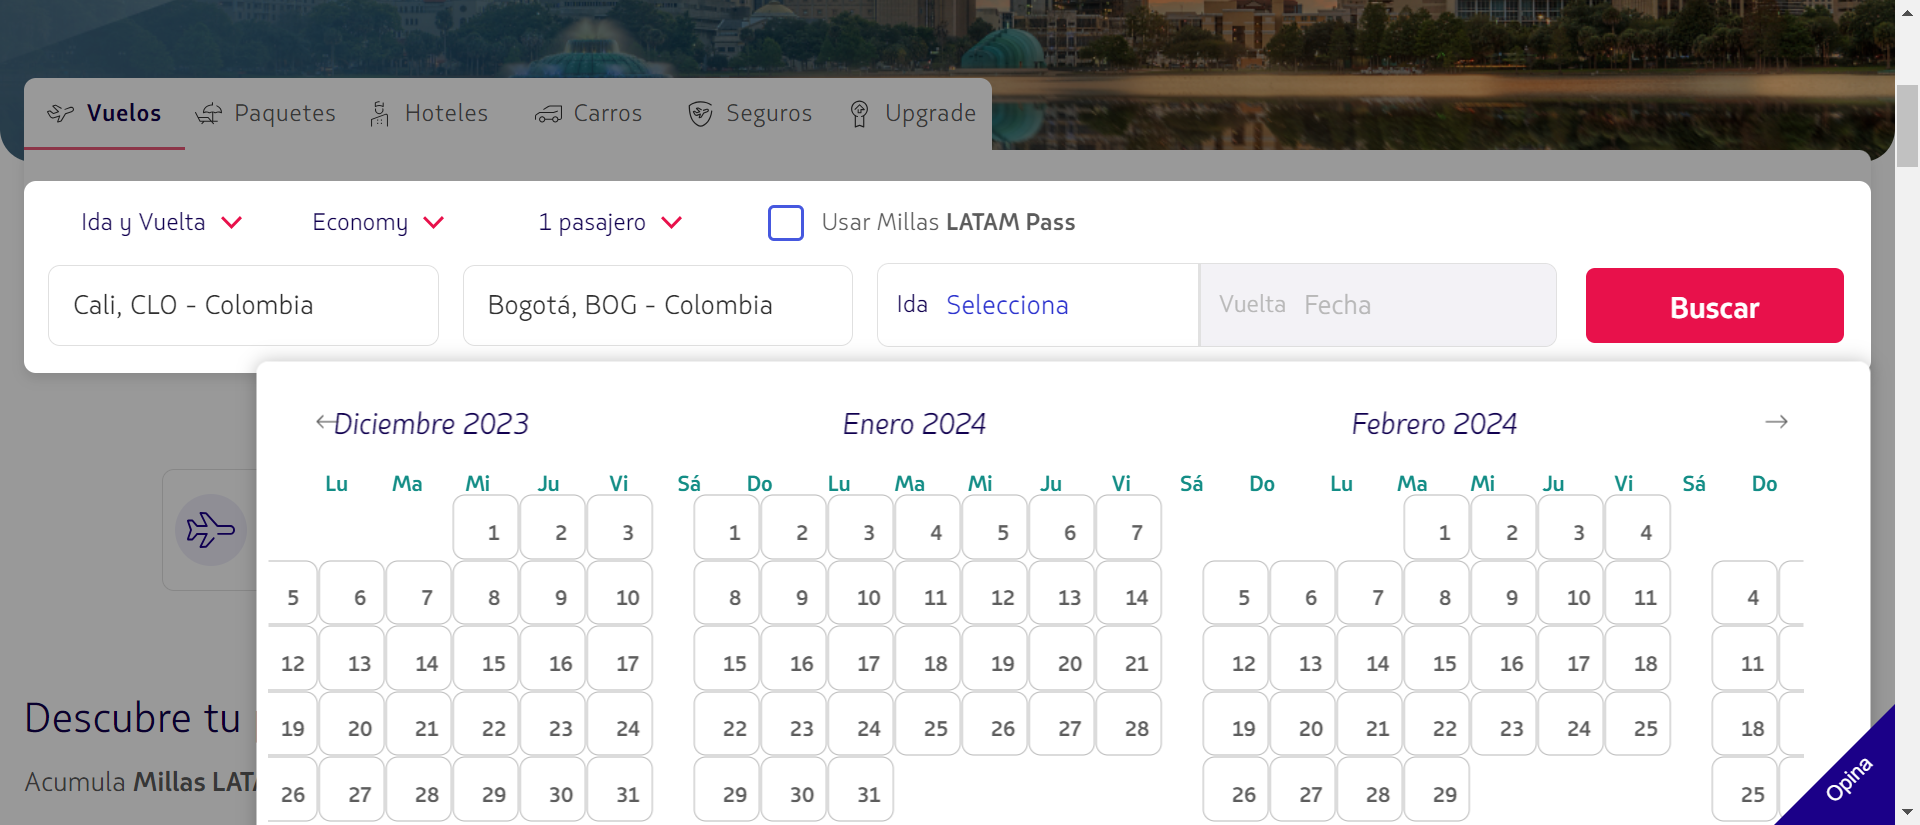 Vuelos Paquetes Hoteles Carros Seguros Upgrade
Ida y Vuelta Economy 1 pasajero Usar Millas LATAM Pass
Cali, CLO - Colombia Bogotá, BOG - Colombia Ida Selecciona Vuelta Fecha Buscar
Diciembre 2023 Enero 2024 Febrero 2024
Lu Ma Mi Ju Vi Sá Do Lu Ma Mi Ju Vi Sá Do Lu Ma Mi Ju Vi Sá Do
1 2 3 1 2 3 4 5 6 7 1 2 3 4
5 6 7 8 9 10 8 9 10 11 12 13 14 5 6 7 8 9 10 11 4
12 13 14 15 16 17 15 16 17 18 19 20 21 12 13 14 15 16 17 18 11
Descubre tu 19 20 21 22 23 24 22 23 24 25 26 27 28 19 20 21 22 23 24 25 18
Acumula Millas LATA 26 27 28 29 30 31 29 30 31 26 27 28 29 25
Opina